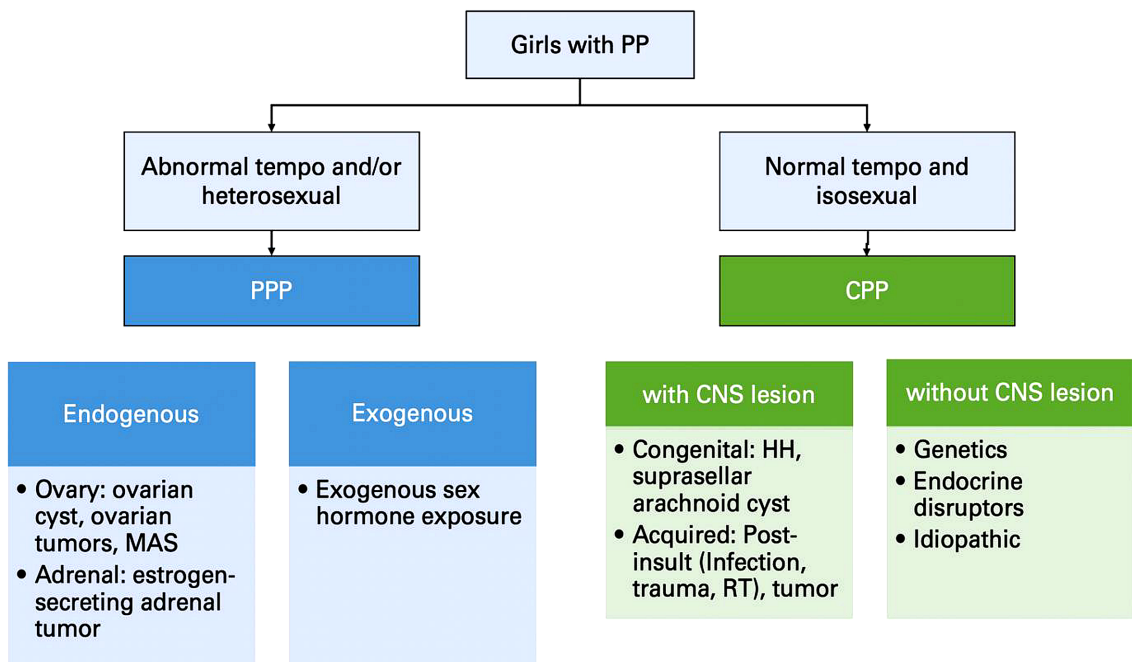 Girls with PP
Abnormal tempo and/or
heterosexual
Normal tempo and
isosexual
PPP
CPP
Endogenous
• Ovary: ovarian
cyst, ovarian
tumors, MAS
• Adrenal: estrogen-
secreting adrenal
tumor
Exogenous
• Exogenous sex
hormone exposure
with CNS lesion
• Congenital: HH,
suprasellar
arachnoid cyst
• Acquired: Post-
insult (Infection,
trauma, RT), tumor
without CNS lesion
• Genetics
• Endocrine
disruptors
• Idiopathic